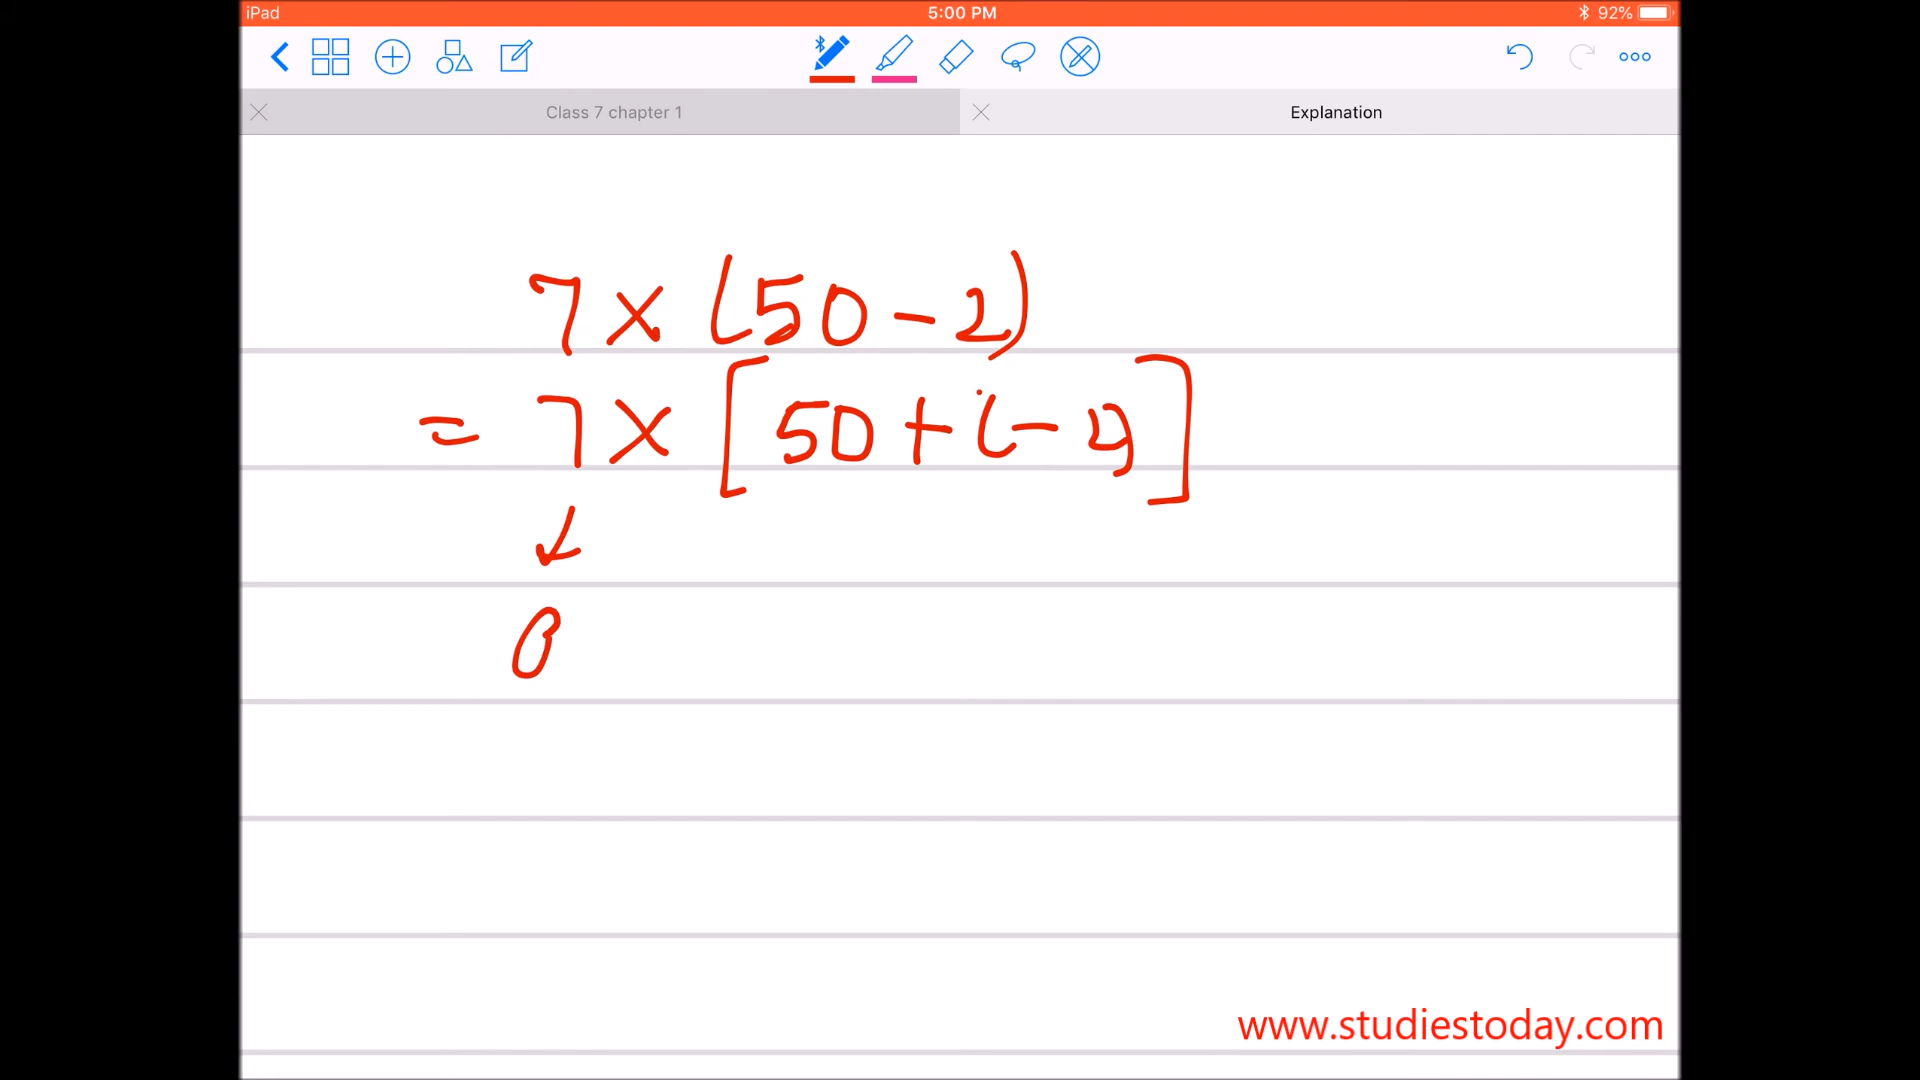 iPad 5:00 PM 92%
Class 7 chapter 1 Explanation
7 × (50 - 2)
= 7 × [50 + (- 2)]
↓
www.studiestoday.com